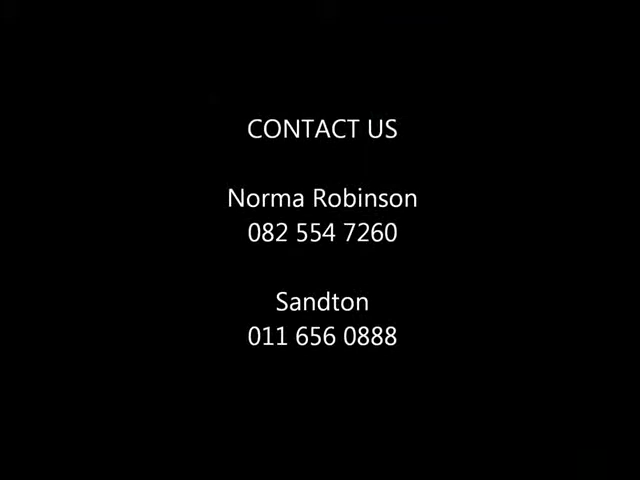 CONTACT US
Norma Robinson
082 554 7260
Sandton
011 656 0888